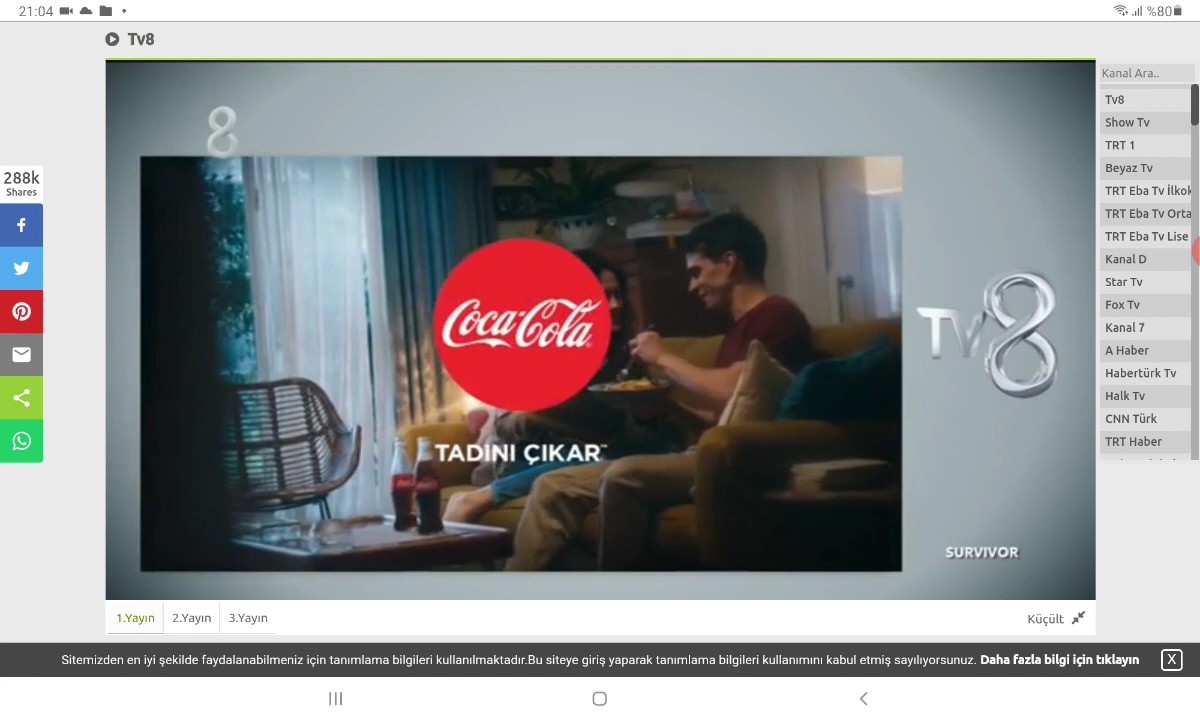 21:04
%80
Tv8
8
Coca-Cola
TADINI ÇIKAR™
TV8
SURVIVOR
288k
Shares
Kanal Ara..
Tv8
Show Tv
TRT 1
Beyaz Tv
TRT Eba Tv İlkok
TRT Eba Tv Orta
TRT Eba Tv Lise
Kanal D
Star Tv
Fox Tv
Kanal 7
A Haber
Habertürk Tv
Halk Tv
CNN Türk
TRT Haber
1.Yayın
2.Yayın
3.Yayın
Küçült
Sitemizden en iyi şekilde faydalanabilmeniz için tanımlama bilgileri kullanılmaktadır.Bu siteye giriş yaparak tanımlama bilgileri kullanımını kabul etmiş sayılıyorsunuz. Daha fazla bilgi için tıklayın
X